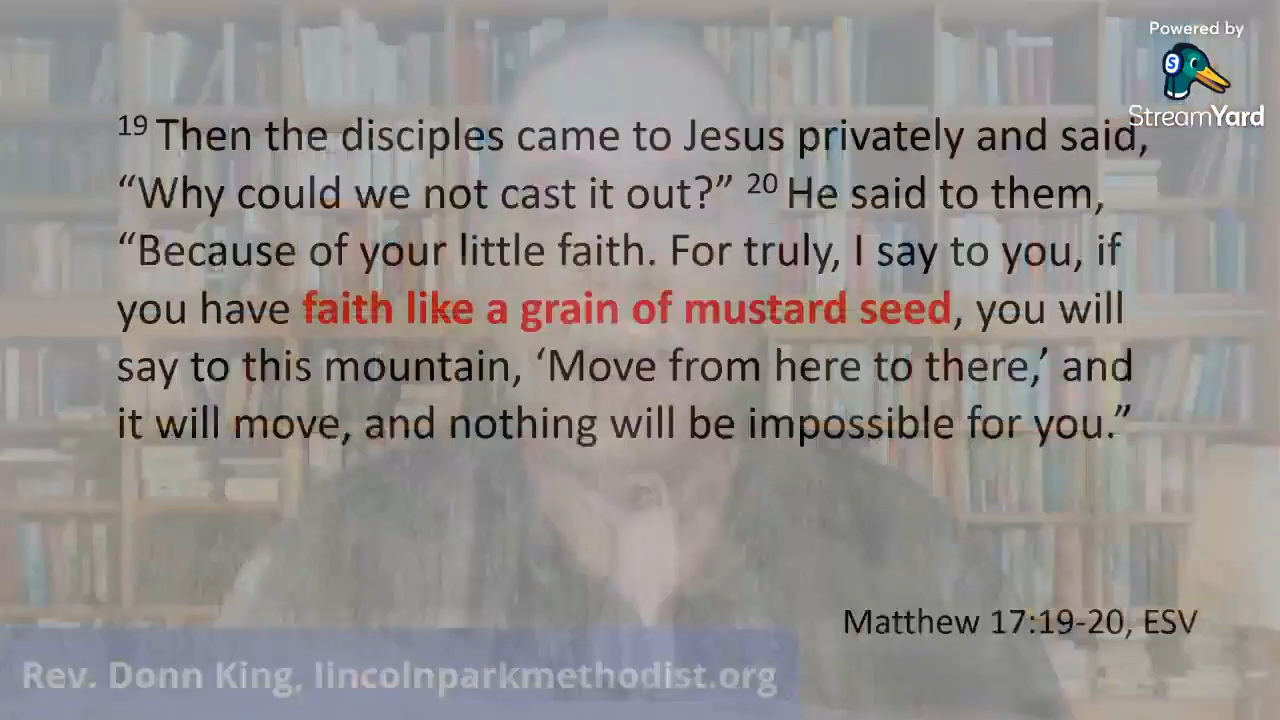 Powered by
StreamYard
19 Then the disciples came to Jesus privately and said,
“Why could we not cast it out?” 20 He said to them,
“Because of your little faith. For truly, I say to you, if
you have faith like a grain of mustard seed, you will
say to this mountain, ‘Move from here to there,’ and
it will move, and nothing will be impossible for you.”
Matthew 17:19-20, ESV
Rev. Donn King, lincolnparkmethodist.org